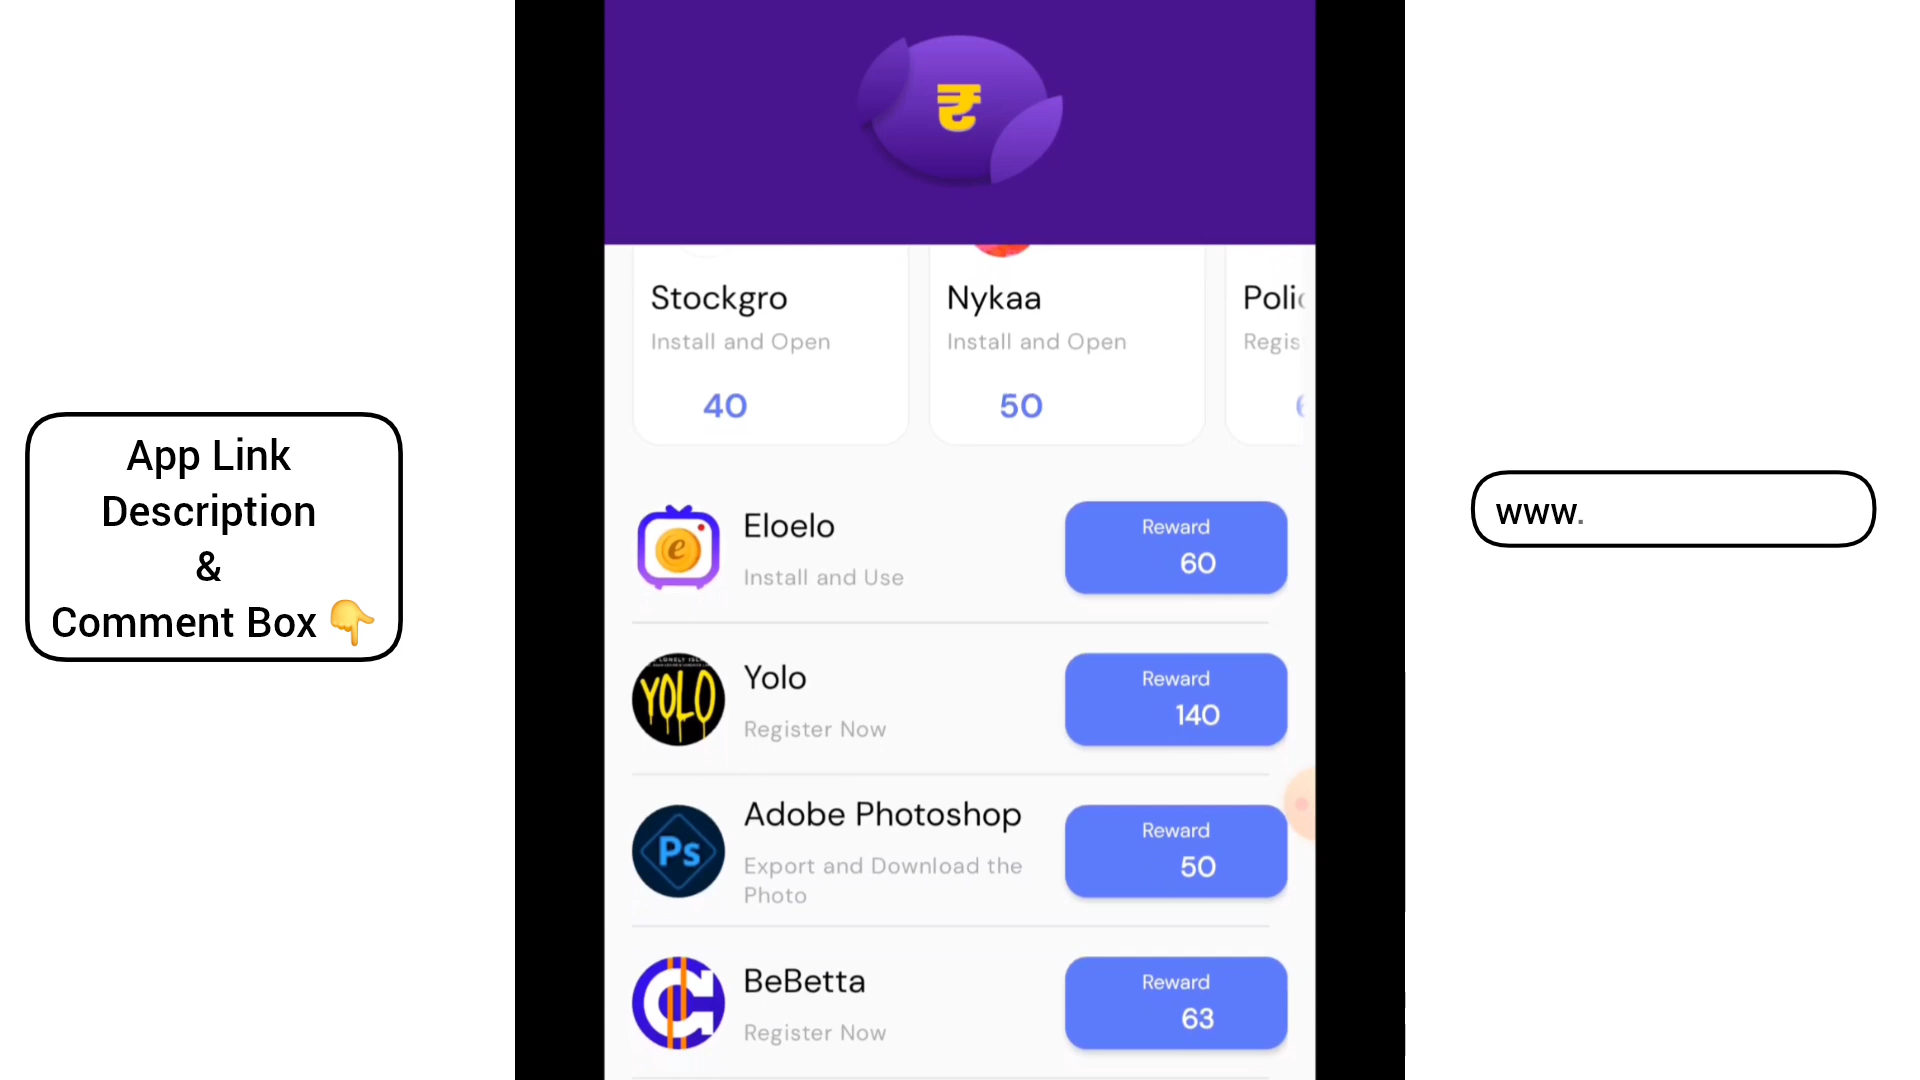 App Link
Description
&
Comment Box 👇
₹
Stockgro
Install and Open
40
Nykaa
Install and Open
50
Eloelo
Install and Use
Reward
60
YOLO
Yolo
Register Now
Reward
140
Ps
Adobe Photoshop
Export and Download the
Photo
Reward
50
BeBetta
Register Now
Reward
63
www.